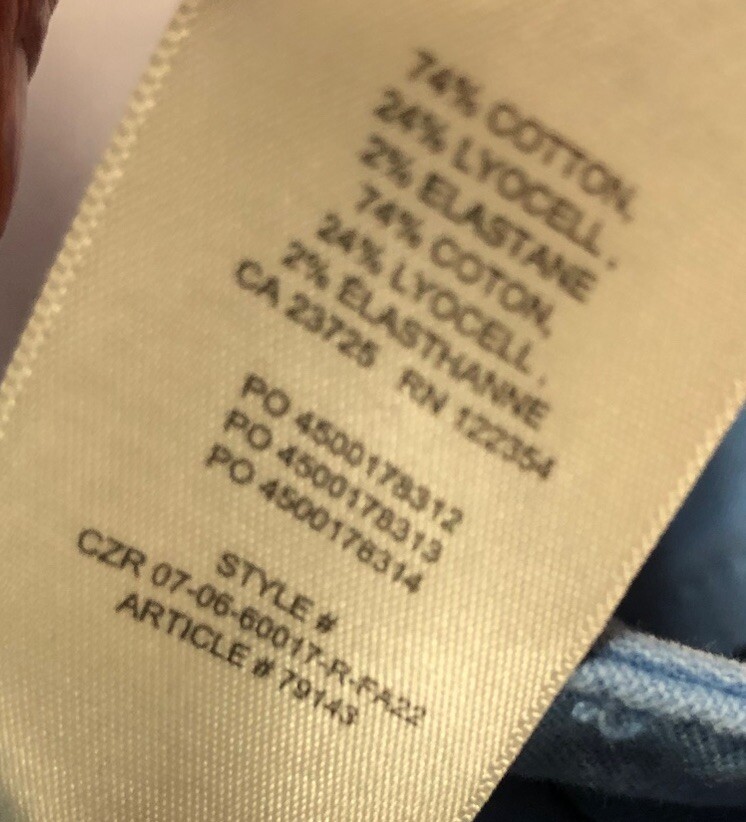 74% COTTON,
24% LYOCELL,
2% ELASTANE
74% COTON,
24% LYOCELL,
2% ELASTHANNE
CA 23725 RN 122354
PO 4500178312
PO 4500178313
PO 4500178314
STYLE #
CZR 07-06-60017-R-FA22
ARTICLE # 79143